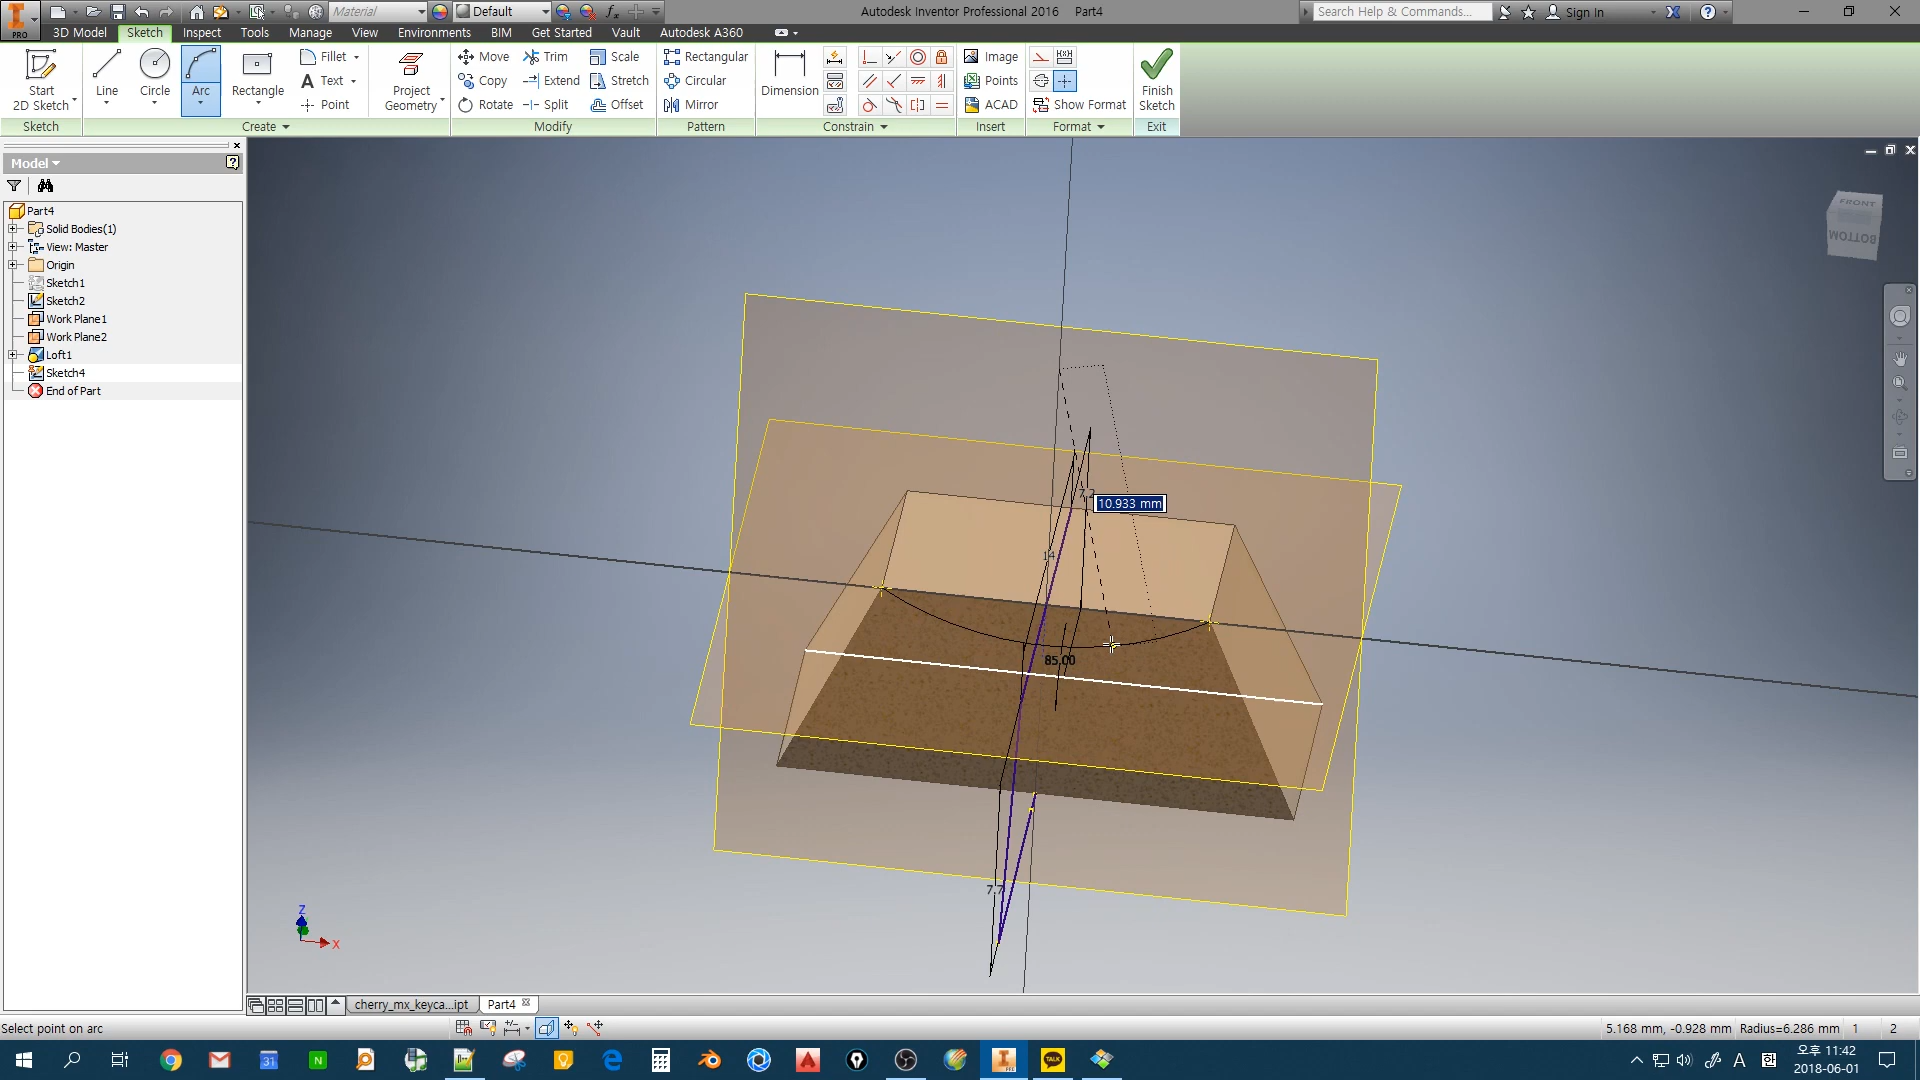 Material
Default
Autodesk Inventor Professional 2016 Part4
Search Help & Commands...
Sign In
PRO
3D Model Sketch Inspect Tools Manage View Environments BIM Get Started Vault Autodesk A360
Start
2D Sketch
Line
Circle
Arc
Rectangle
Fillet
Text
Point
Project
Geometry
Move
Copy
Rotate
Trim
Extend
Split
Scale
Stretch
Offset
Rectangular
Circular
Mirror
Dimension
Image
Points
ACAD
Show Format
Finish
Sketch
Sketch
Create
Modify
Pattern
Constrain
Insert
Format
Exit
Model
Part4
Solid Bodies(1)
View: Master
Origin
Sketch1
Sketch2
Work Plane1
Work Plane2
Loft1
Sketch4
End of Part
FRONT
BOTTOM
7.2
10.933 mm
14
85.00
7.7
Z
X
cherry_mx_keyca...ipt
Part4
Select point on arc
5.168 mm, -0.928 mm Radius=6.286 mm 1 2
31
N
TALK
A
오후 11:42
2018-06-01